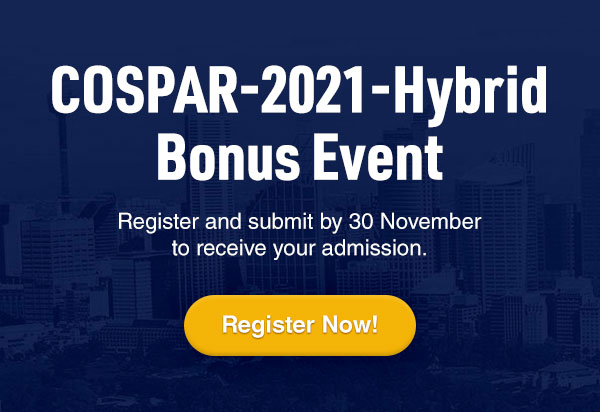 COSPAR-2021-Hybrid
Bonus Event
Register and submit by 30 November
to receive your admission.
Register Now!